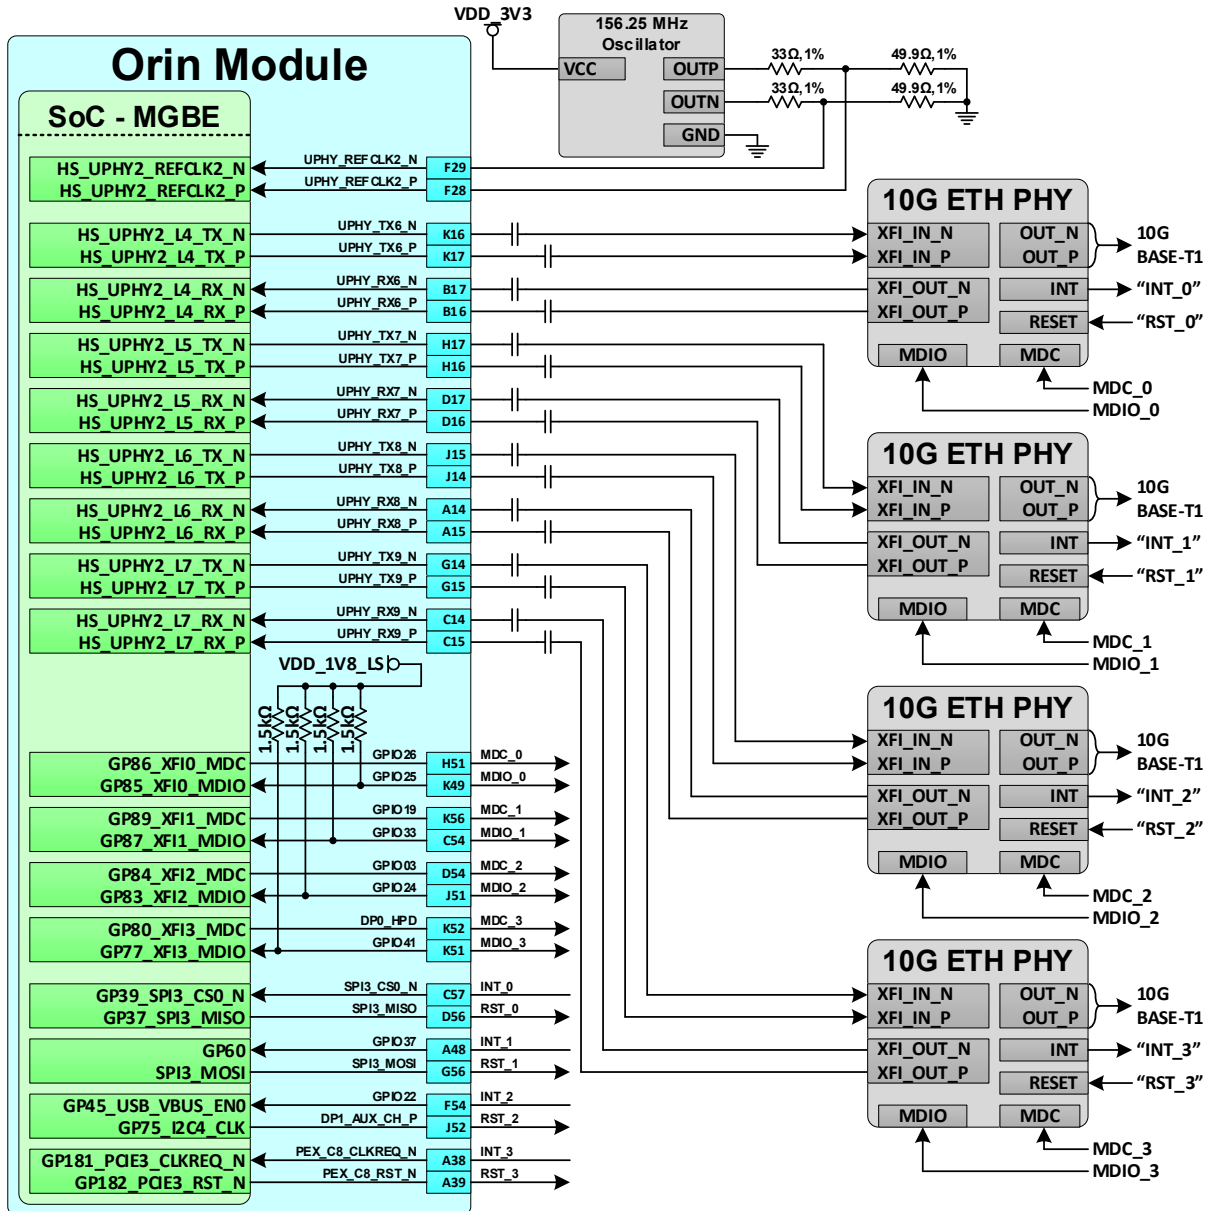 VDD_3V3
156.25 MHz
Oscillator
VCC
OUTP
OUTN
GND
33Ω,1%
49.9Ω,1%
33Ω,1%
49.9Ω,1%
Orin Module
SoC - MGBE
HS_UPHY2_REFCLK2_N UPHY_REFCLK2_N F29
HS_UPHY2_REFCLK2_P UPHY_REFCLK2_P F28
HS_UPHY2_L4_TX_N UPHY_TX6_N K16
HS_UPHY2_L4_TX_P UPHY_TX6_P K17
HS_UPHY2_L4_RX_N UPHY_RX6_N B17
HS_UPHY2_L4_RX_P UPHY_RX6_P B16
HS_UPHY2_L5_TX_N UPHY_TX7_N H17
HS_UPHY2_L5_TX_P UPHY_TX7_P H16
HS_UPHY2_L5_RX_N UPHY_RX7_N D17
HS_UPHY2_L5_RX_P UPHY_RX7_P D16
HS_UPHY2_L6_TX_N UPHY_TX8_N J15
HS_UPHY2_L6_TX_P UPHY_TX8_P J14
HS_UPHY2_L6_RX_N UPHY_RX8_N A14
HS_UPHY2_L6_RX_P UPHY_RX8_P A15
HS_UPHY2_L7_TX_N UPHY_TX9_N G14
HS_UPHY2_L7_TX_P UPHY_TX9_P G15
HS_UPHY2_L7_RX_N UPHY_RX9_N C14
HS_UPHY2_L7_RX_P UPHY_RX9_P C15
VDD_1V8_LS
1.5kΩ
1.5kΩ
1.5kΩ
1.5kΩ
GP86_XFI0_MDC GPIO26 H51 MDC_0
GP85_XFI0_MDIO GPIO25 K49 MDIO_0
GP89_XFI1_MDC GPIO19 K56 MDC_1
GP87_XFI1_MDIO GPIO33 C54 MDIO_1
GP84_XFI2_MDC GPIO03 D54 MDC_2
GP83_XFI2_MDIO GPIO24 J51 MDIO_2
GP80_XFI3_MDC DP0_HPD K52 MDC_3
GP77_XFI3_MDIO GPIO41 K51 MDIO_3
GP39_SPI3_CS0_N SPI3_CS0_N C57 INT_0
GP37_SPI3_MISO SPI3_MISO D56 RST_0
GP60 GPIO37 A48 INT_1
SPI3_MOSI SPI3_MOSI G56 RST_1
GP45_USB_VBUS_EN0 GPIO22 F54 INT_2
GP75_I2C4_CLK DP1_AUX_CH_P J52 RST_2
GP181_PCIE3_CLKREQ_N PEX_C8_CLKREQ_N A38 INT_3
GP182_PCIE3_RST_N PEX_C8_RST_N A39 RST_3
10G ETH PHY
XFI_IN_N OUT_N 10G
XFI_IN_P OUT_P BASE-T1
XFI_OUT_N INT “INT_0”
XFI_OUT_P
RESET “RST_0”
MDIO MDC
MDC_0
MDIO_0
10G ETH PHY
XFI_IN_N OUT_N 10G
XFI_IN_P OUT_P BASE-T1
XFI_OUT_N INT “INT_1”
XFI_OUT_P
RESET “RST_1”
MDIO MDC
MDC_1
MDIO_1
10G ETH PHY
XFI_IN_N OUT_N 10G
XFI_IN_P OUT_P BASE-T1
XFI_OUT_N INT “INT_2”
XFI_OUT_P
RESET “RST_2”
MDIO MDC
MDC_2
MDIO_2
10G ETH PHY
XFI_IN_N OUT_N 10G
XFI_IN_P OUT_P BASE-T1
XFI_OUT_N INT “INT_3”
XFI_OUT_P
RESET “RST_3”
MDIO MDC
MDC_3
MDIO_3